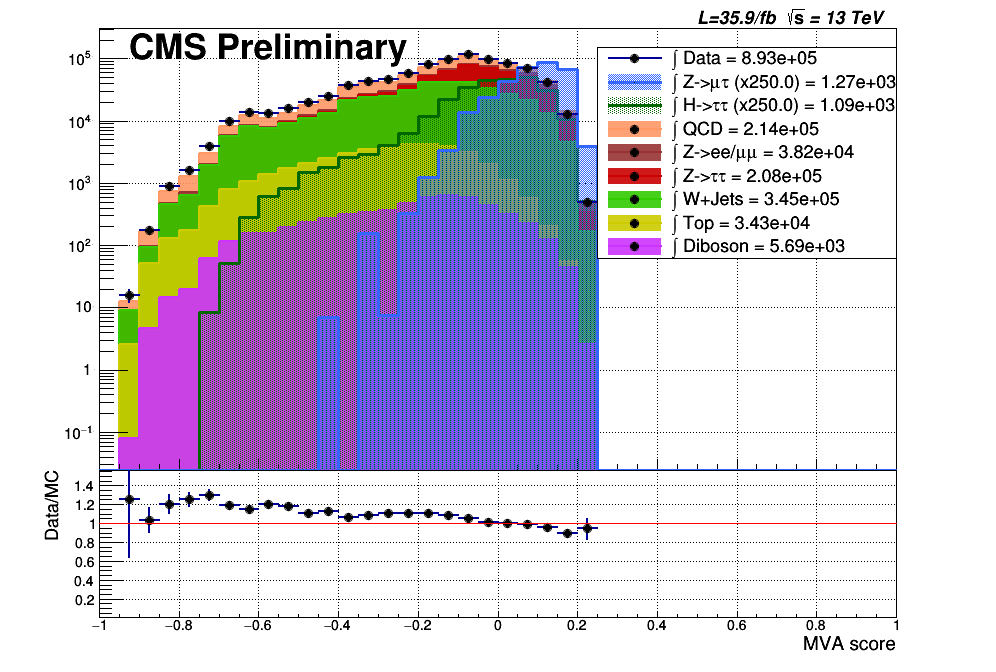 L=35.9/fb √s = 13 TeV
CMS Preliminary
∫ Data = 8.93e+05
∫ Z->μτ (x250.0) = 1.27e+03
∫ H->ττ (x250.0) = 1.09e+03
∫ QCD = 2.14e+05
∫ Z->ee/μμ = 3.82e+04
∫ Z->ττ = 2.08e+05
∫ W+Jets = 3.45e+05
∫ Top = 3.43e+04
∫ Diboson = 5.69e+03
10⁵
10⁴
10³
10²
10
1
10⁻¹
Data/MC
1.4
1.2
1
0.8
0.6
0.4
0.2
−1 −0.8 −0.6 −0.4 −0.2 0 0.2 0.4 0.6 0.8 1
MVA score